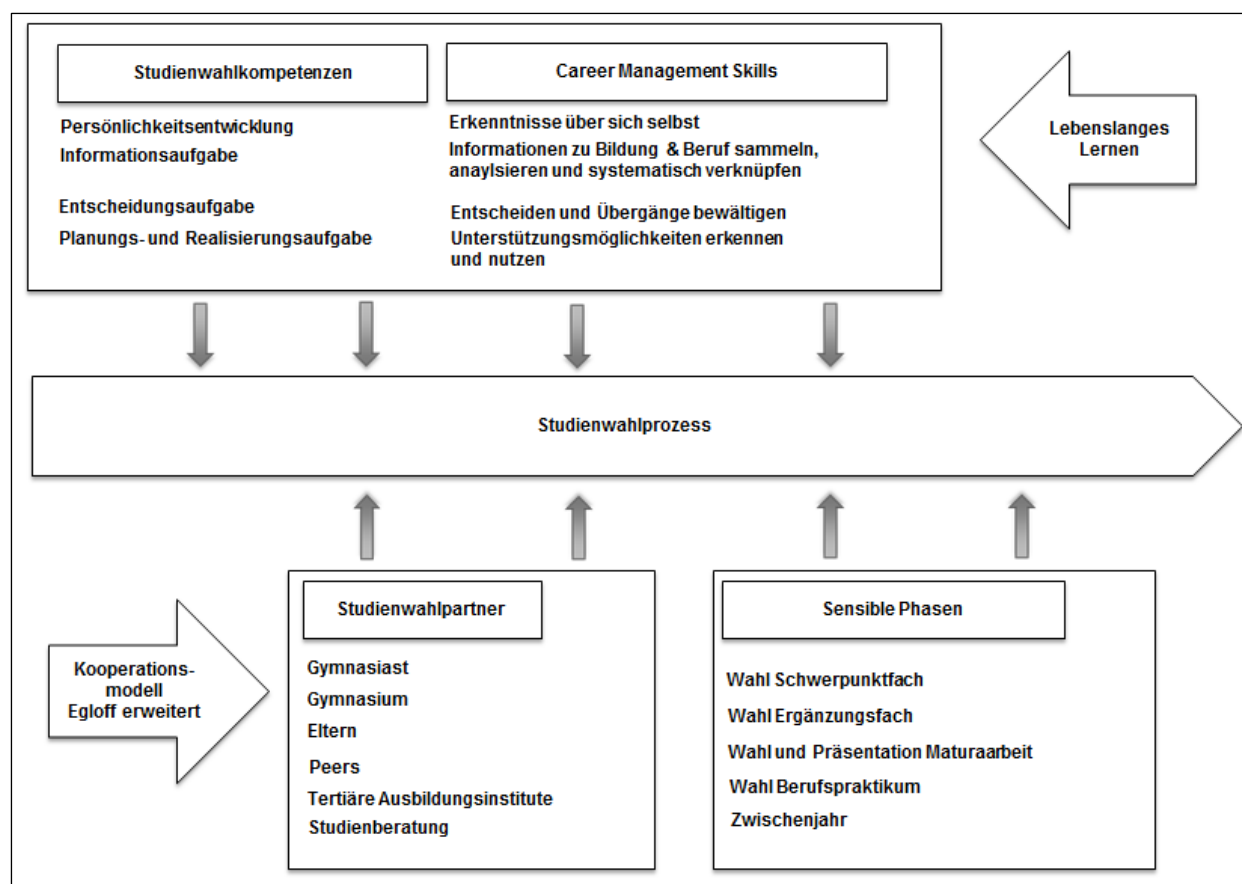 Studienwahlkompetenzen
Persönlichkeitsentwicklung
Informationsaufgabe
Entscheidungsaufgabe
Planungs- und Realisierungsaufgabe
Career Management Skills
Erkenntnisse über sich selbst
Informationen zu Bildung & Beruf sammeln,
anaylsieren und systematisch verknüpfen
Entscheiden und Übergänge bewältigen
Unterstützungsmöglichkeiten erkennen
und nutzen
Lebenslanges
Lernen
Studienwahlprozess
Kooperations-
modell
Egloff erweitert
Studienwahlpartner
Gymnasiast
Gymnasium
Eltern
Peers
Tertiäre Ausbildungsinstitute
Studienberatung
Sensible Phasen
Wahl Schwerpunktfach
Wahl Ergänzungsfach
Wahl und Präsentation Maturaarbeit
Wahl Berufspraktikum
Zwischenjahr